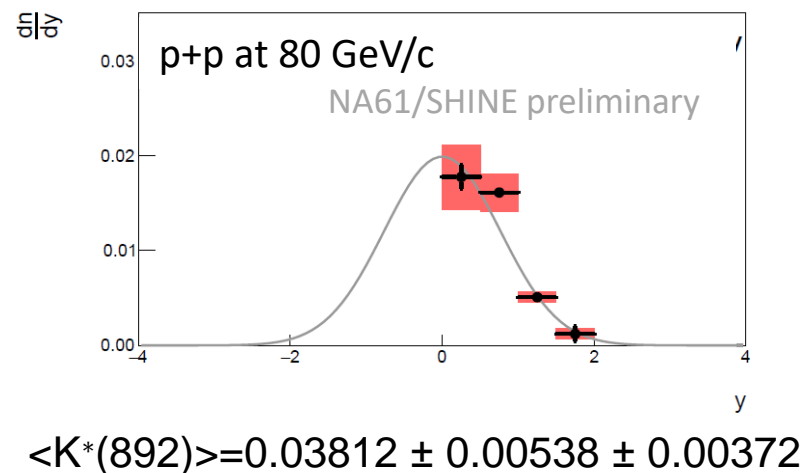 dn
dy
p+p at 80 GeV/c
NA61/SHINE preliminary
0.03
0.02
0.01
0.00
−4 −2 0 2 4
y
<K*(892)>=0.03812 ± 0.00538 ± 0.00372